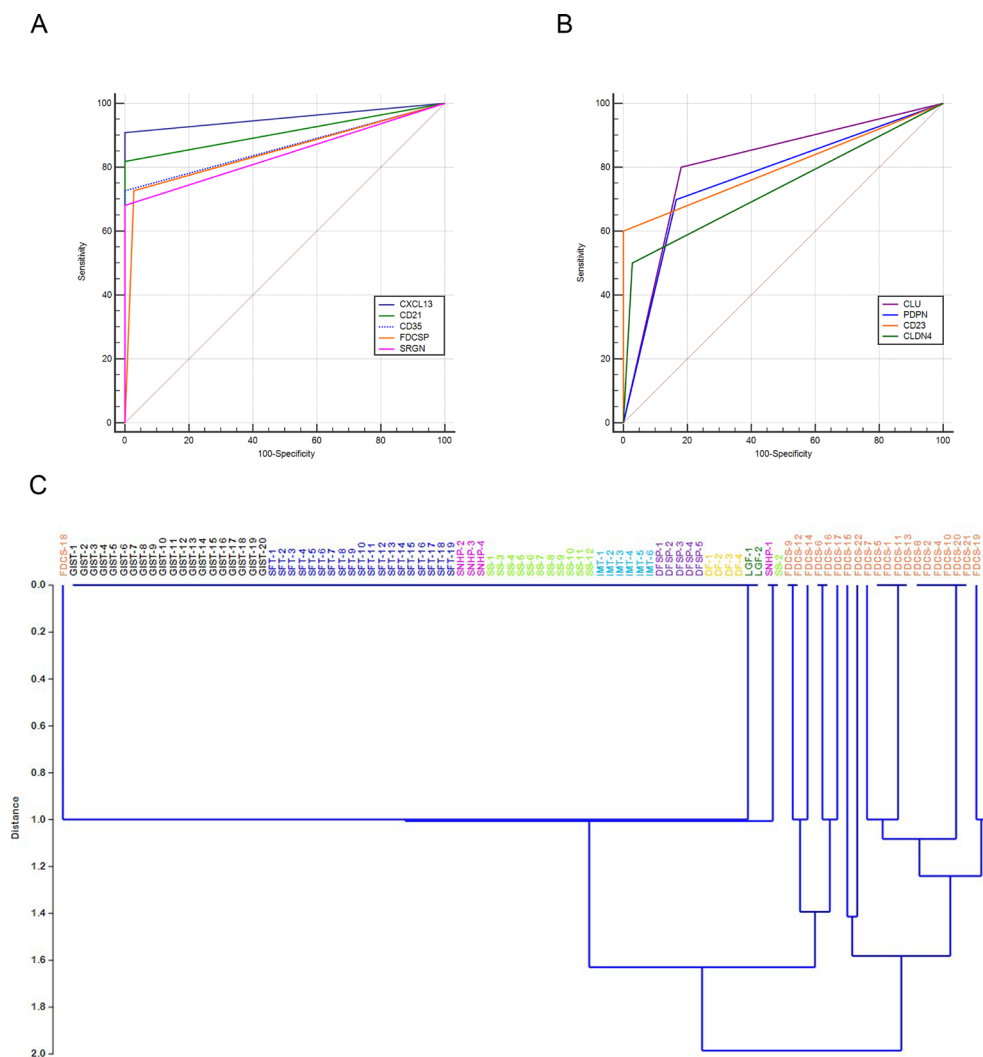 A
B
100
80
60
40
20
0
Sensitivity
CXCL13
CD21
CD35
FDCSP
SRGN
0
20
40
60
80
100
100-Specificity
100
80
60
40
20
0
Sensitivity
CLU
PDPN
CD23
CLDN4
0
20
40
60
80
100
100-Specificity
C
FDCS-18
GIST-1
GIST-2
GIST-3
GIST-4
GIST-5
GIST-6
GIST-7
GIST-8
GIST-9
GIST-10
GIST-11
GIST-12
GIST-13
GIST-14
GIST-15
GIST-16
GIST-17
GIST-18
GIST-19
GIST-20
SFT-1
SFT-2
SFT-3
SFT-4
SFT-5
SFT-6
SFT-7
SFT-8
SFT-9
SFT-10
SFT-11
SFT-12
SFT-13
SFT-14
SFT-15
SFT-16
SFT-17
SFT-18
SFT-19
SNHP-2
SNHP-3
SNHP-4
SS-1
SS-3
SS-4
SS-5
SS-6
SS-7
SS-8
SS-9
SS-10
SS-11
SS-12
IMT-1
IMT-2
IMT-3
IMT-4
IMT-5
IMT-6
DFSP-1
DFSP-2
DFSP-3
DFSP-4
DFSP-5
DF-1
DF-2
DF-3
DF-4
LGF-1
LGF-2
SNHP-1
SS-2
FDCS-9
FDCS-12
FDCS-14
FDCS-6
FDCS-16
FDCS-17
FDCS-15
FDCS-22
FDCS-7
FDCS-5
FDCS-1
FDCS-11
FDCS-13
FDCS-8
FDCS-2
FDCS-4
FDCS-10
FDCS-20
FDCS-21
FDCS-19
0.0
0.2
0.4
0.6
0.8
1.0
1.2
1.4
1.6
1.8
2.0
Distance